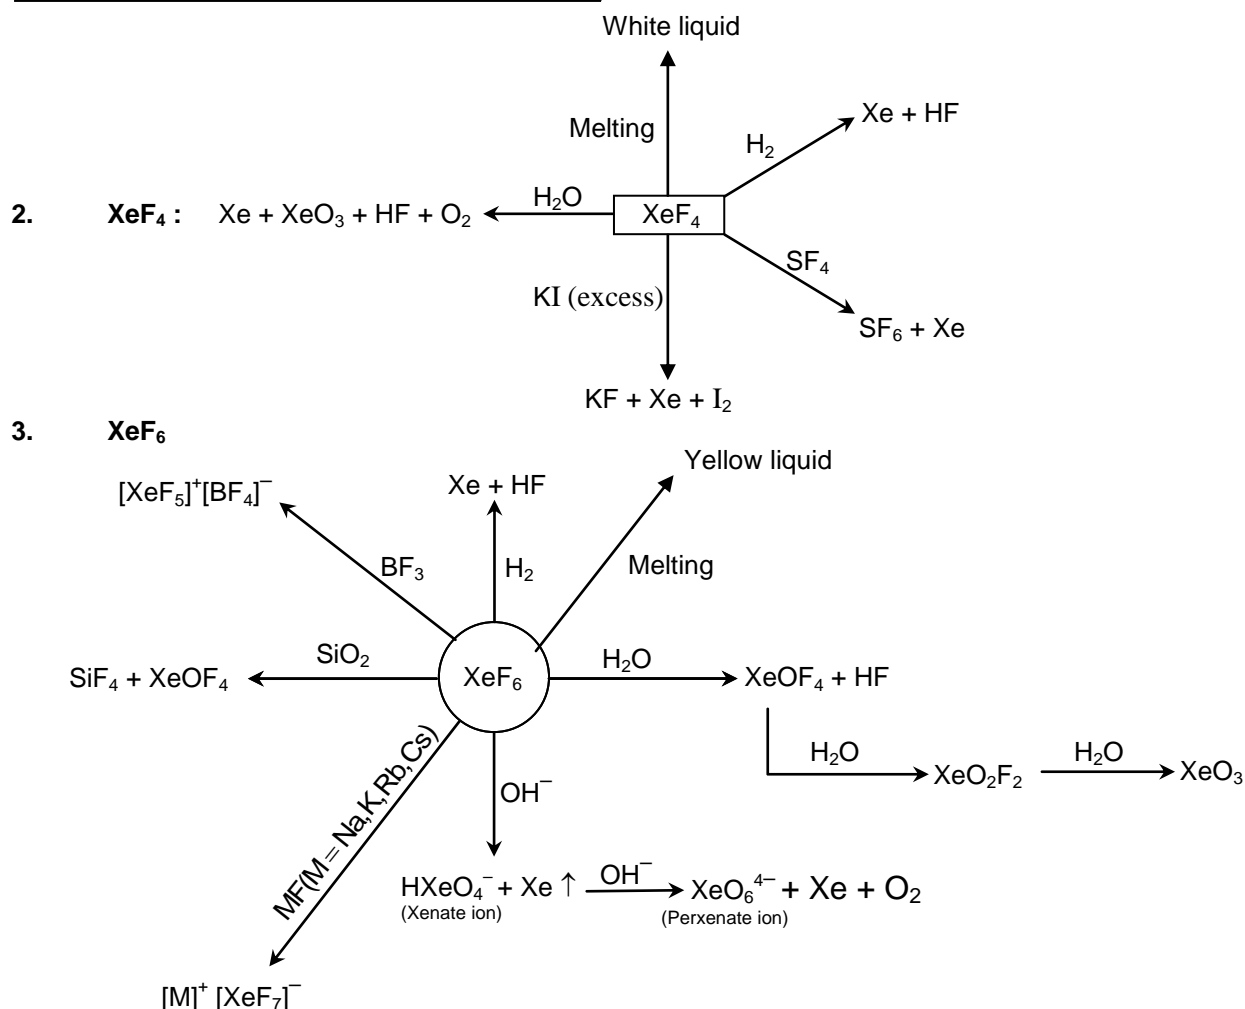 White liquid
Melting
H₂
Xe + HF
2. XeF₄ : Xe + XeO₃ + HF + O₂
H₂O
XeF₄
SF₄
KI (excess)
SF₆ + Xe
KF + Xe + I₂
3. XeF₆
Yellow liquid
[XeF₅]⁺[BF₄]⁻
Xe + HF
BF₃
H₂
Melting
SiF₄ + XeOF₄
SiO₂
XeF₆
H₂O
XeOF₄ + HF
H₂O
XeO₂F₂
H₂O
XeO₃
MF(M = Na,K,Rb,Cs)
OH⁻
HXeO₄⁻ + Xe ↑
(Xenate ion)
OH⁻
XeO₆⁴⁻ + Xe + O₂
(Perxenate ion)
[M]⁺ [XeF₇]⁻